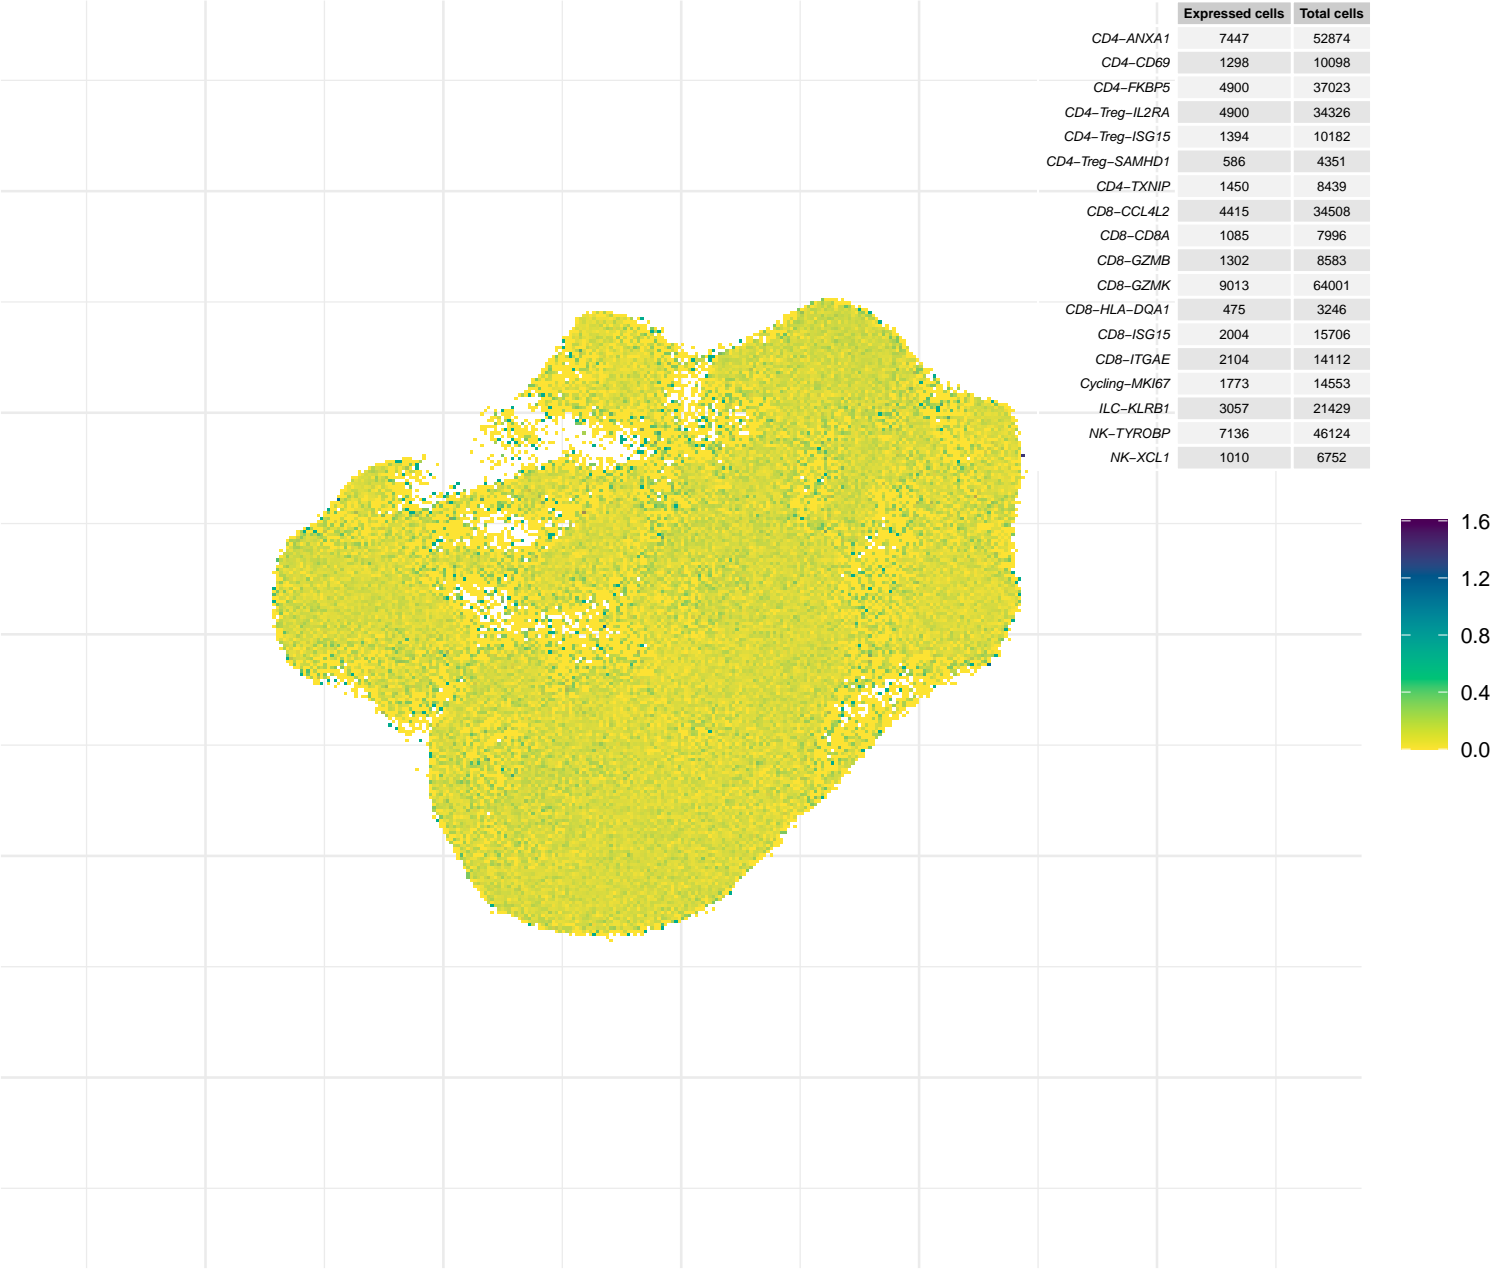 Expressed cells Total cells
CD4−ANXA1 7447 52874
CD4−CD69 1298 10098
CD4−FKBP5 4900 37023
CD4−Treg−IL2RA 4900 34326
CD4−Treg−ISG15 1394 10182
CD4−Treg−SAMHD1 586 4351
CD4−TXNIP 1450 8439
CD8−CCL4L2 4415 34508
CD8−CD8A 1085 7996
CD8−GZMB 1302 8583
CD8−GZMK 9013 64001
CD8−HLA−DQA1 475 3246
CD8−ISG15 2004 15706
CD8−ITGAE 2104 14112
Cycling−MKI67 1773 14553
ILC−KLRB1 3057 21429
NK−TYROBP 7136 46124
NK−XCL1 1010 6752
1.6
1.2
0.8
0.4
0.0